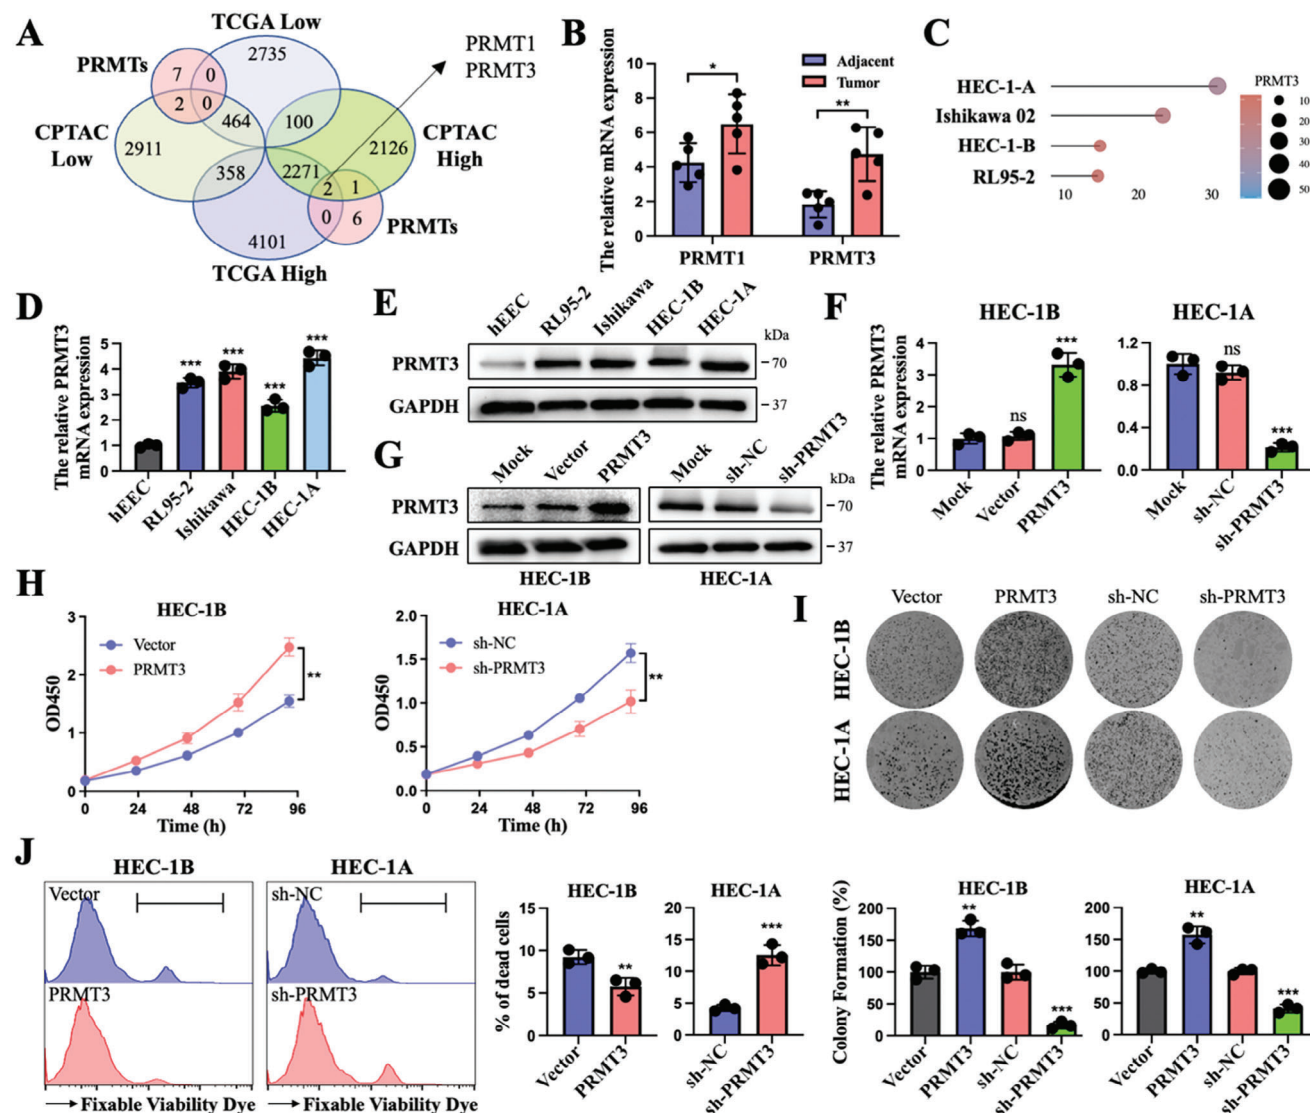 A
TCGA Low
2735
PRMTs
7
0
2
0
PRMT1
PRMT3
464
100
CPTAC
Low
2911
CPTAC
High
2126
358
2271
2
1
0
6
PRMTs
4101
TCGA High
B
The relative mRNA expression
10
8
6
4
2
0
*
**
Adjacent
Tumor
PRMT1
PRMT3
C
HEC-1-A
Ishikawa 02
HEC-1-B
RL95-2
10
20
30
PRMT3
10
20
30
40
50
D
The relative PRMT3
mRNA expression
5
4
3
2
1
0
***
***
***
***
hEEC
RL95-2
Ishikawa
HEC-1B
HEC-1A
E
hEEC
RL95-2
Ishikawa
HEC-1B
HEC-1A
kDa
PRMT3
70
GAPDH
37
F
HEC-1B
The relative PRMT3
mRNA expression
4
3
2
1
0
ns
***
Mock
Vector
PRMT3
HEC-1A
1.2
0.8
0.4
0.0
ns
***
Mock
sh-NC
sh-PRMT3
G
Mock
Vector
PRMT3
Mock
sh-NC
sh-PRMT3
kDa
PRMT3
70
GAPDH
37
HEC-1B
HEC-1A
H
HEC-1B
OD450
3
2
1
0
Vector
PRMT3
**
0
24
48
72
96
Time (h)
HEC-1A
OD450
2.0
1.5
1.0
0.5
0.0
sh-NC
sh-PRMT3
**
0
24
48
72
96
Time (h)
I
Vector
PRMT3
sh-NC
sh-PRMT3
HEC-1B
HEC-1A
J
HEC-1B
Vector
PRMT3
Fixable Viability Dye
HEC-1A
sh-NC
sh-PRMT3
Fixable Viability Dye
HEC-1B
% of dead cells
15
10
5
0
**
Vector
PRMT3
HEC-1A
20
15
10
5
0
***
sh-NC
sh-PRMT3
HEC-1B
Colony Formation (%)
200
150
100
50
0
**
***
Vector
PRMT3
sh-NC
sh-PRMT3
HEC-1A
200
150
100
50
0
**
***
Vector
PRMT3
sh-NC
sh-PRMT3